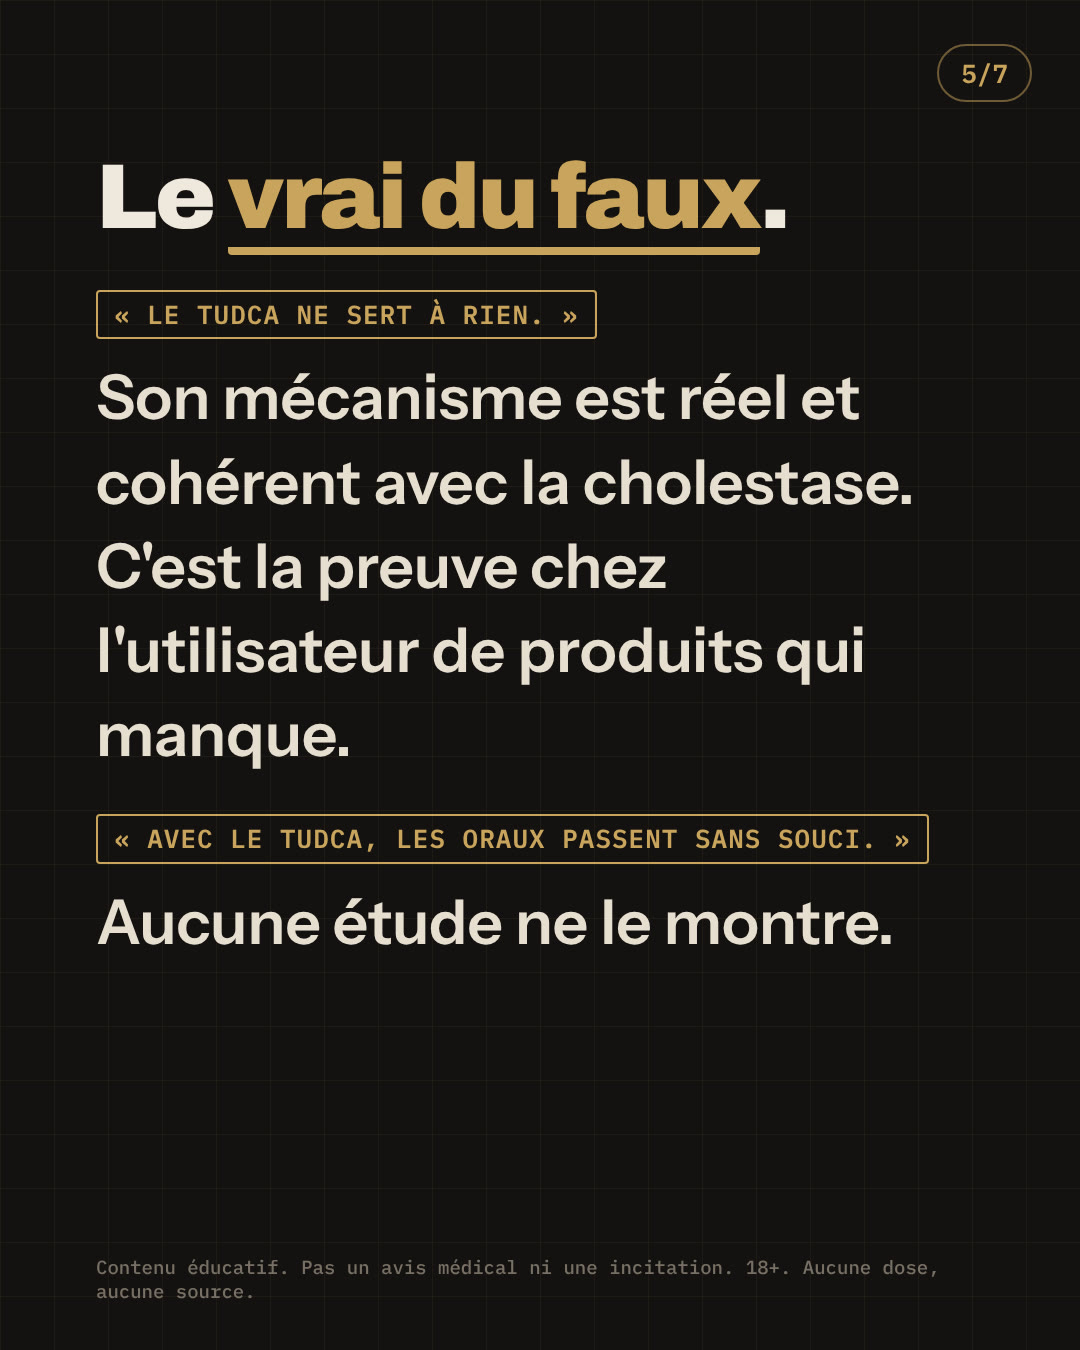 5/7
Le vrai du faux.
« LE TUDCA NE SERT À RIEN. »
Son mécanisme est réel et
cohérent avec la cholestase.
C'est la preuve chez
l'utilisateur de produits qui
manque.
« AVEC LE TUDCA, LES ORAUX PASSENT SANS SOUCI. »
Aucune étude ne le montre.
Contenu éducatif. Pas un avis médical ni une incitation. 18+. Aucune dose,
aucune source.